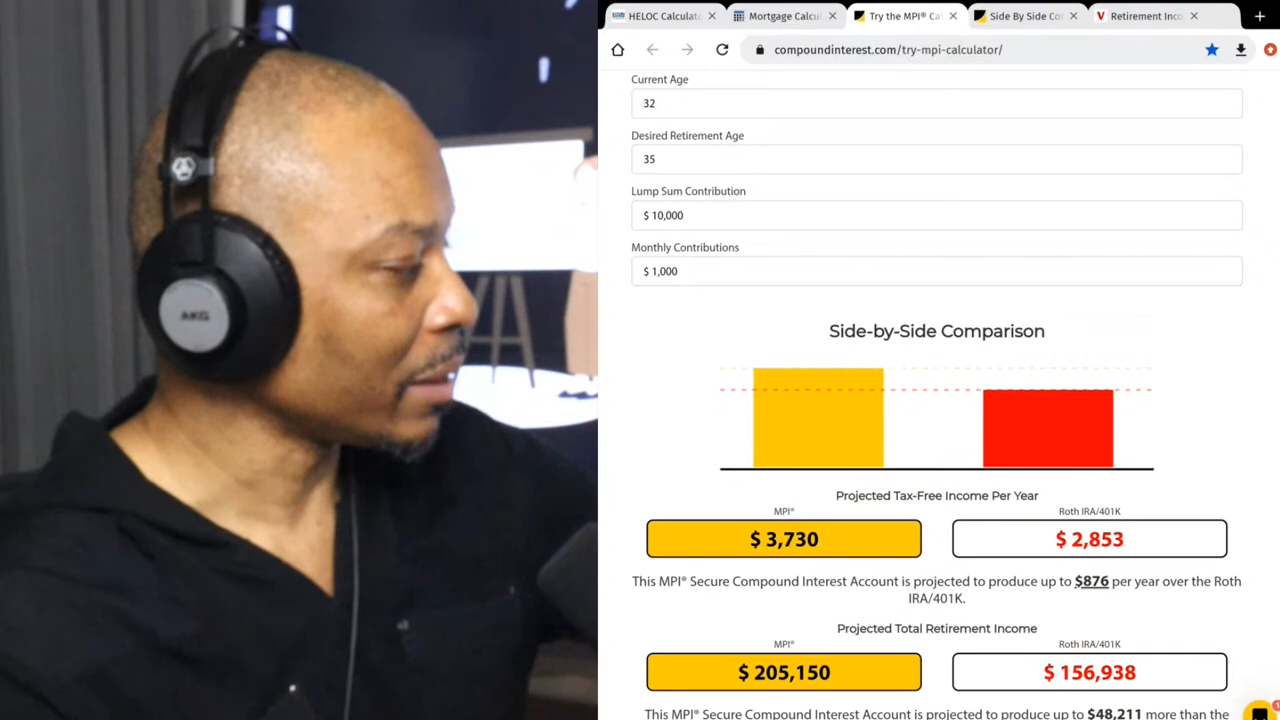 HELOC Calculat
Mortgage Calcu
Try the MPI® Ca
Side By Side Co
Retirement Inc
compoundinterest.com/try-mpi-calculator/
Current Age
32
Desired Retirement Age
35
Lump Sum Contribution
$ 10,000
Monthly Contributions
$ 1,000
Side-by-Side Comparison
Projected Tax-Free Income Per Year
MPI® Roth IRA/401K
$ 3,730 $ 2,853
This MPI® Secure Compound Interest Account is projected to produce up to $876 per year over the Roth
IRA/401K.
Projected Total Retirement Income
MPI® Roth IRA/401K
$ 205,150 $ 156,938
This MPI® Secure Compound Interest Account is projected to produce up to $48,211 more than the
AKG